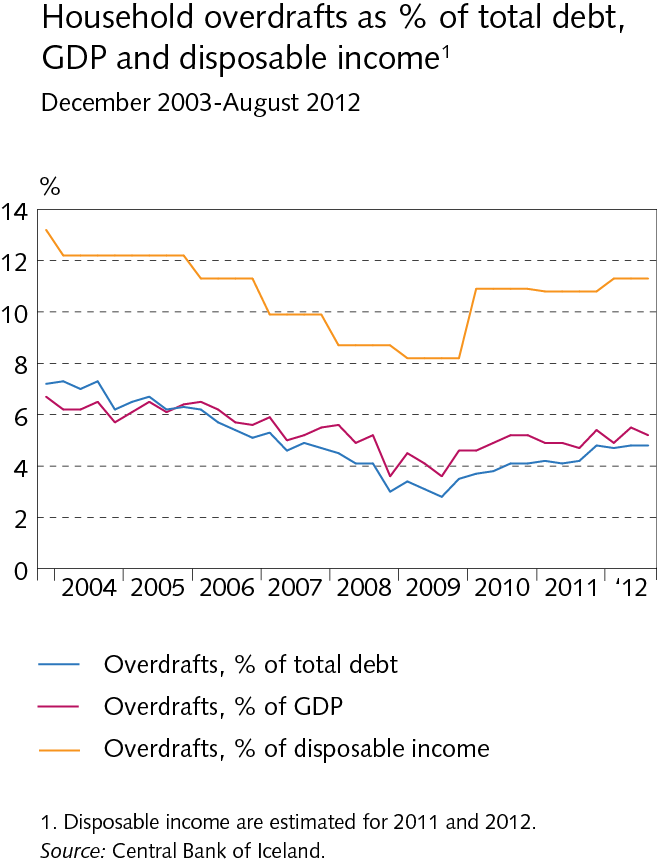 Household overdrafts as % of total debt,
GDP and disposable income¹
December 2003-August 2012
%
14
12
10
8
6
4
2
0
2004 2005 2006 2007 2008 2009 2010 2011 ‘12
Overdrafts, % of total debt
Overdrafts, % of GDP
Overdrafts, % of disposable income
1. Disposable income are estimated for 2011 and 2012.
Source: Central Bank of Iceland.